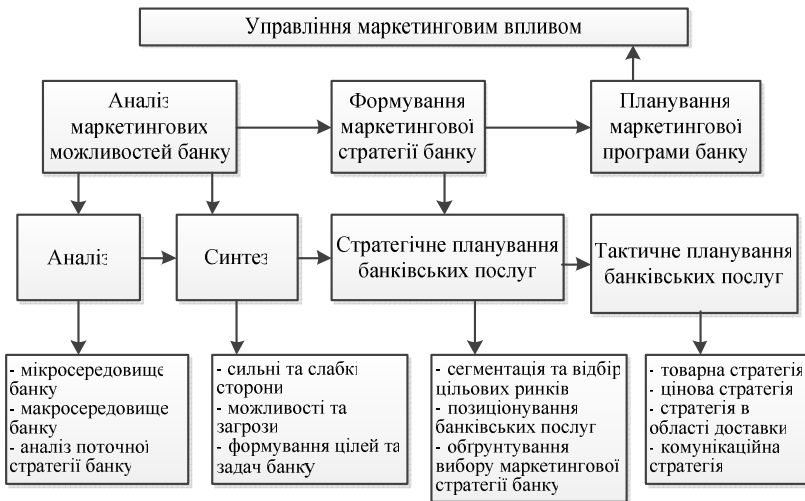 Управління маркетинговим впливом
Аналіз
маркетингових
можливостей банку
Формування
маркетингової
стратегії банку
Планування
маркетингової
програми банку
Аналіз
Синтез
Стратегічне планування
банківських послуг
Тактичне планування
банківських послуг
- мікросередовище
банку
- макросередовище
банку
- аналіз поточної
стратегії банку
- сильні та слабкі
сторони
- можливості та
загрози
- формування цілей та
задач банку
- сегментація та відбір
цільових ринків
- позиціонування
банківських послуг
- обґрунтування
вибору маркетингової
стратегії банку
- товарна стратегія
- цінова стратегія
- стратегія в
області доставки
- комунікаційна
стратегія